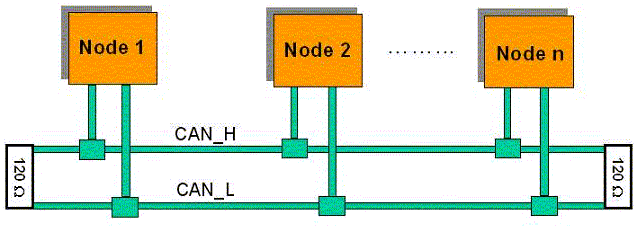 Node 1
Node 2
.........
Node n
CAN_H
120 Ω
120 Ω
CAN_L